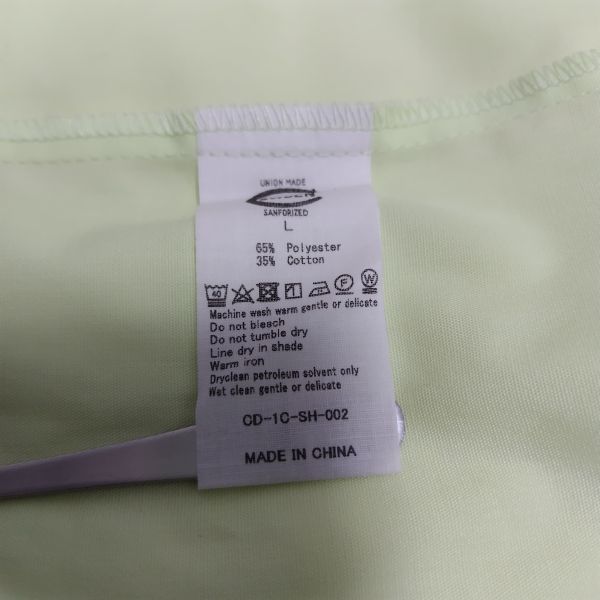 UNION MADE
SANFORIZED
L
65% Polyester
35% Cotton
40 F W
Machine wash warm gentle or delicate
Do not bleach
Do not tumble dry
Line dry in shade
Warm iron
Dryclean petroleum solvent only
Wet clean gentle or delicate
CD-1C-SH-002
MADE IN CHINA